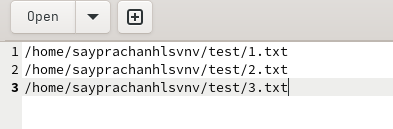 Open
1 /home/sayprachanhlsvnv/test/1.txt
2 /home/sayprachanhlsvnv/test/2.txt
3 /home/sayprachanhlsvnv/test/3.txt